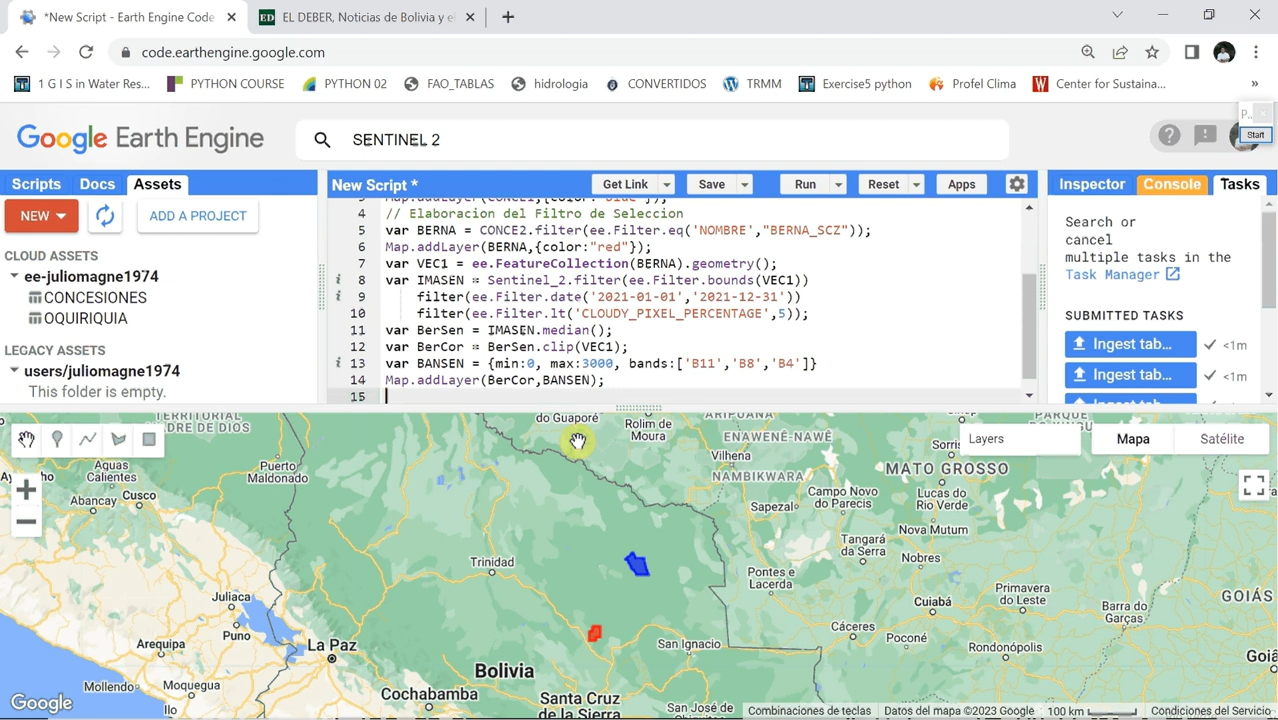 *New Script - Earth Engine Code
EL DEBER, Noticias de Bolivia y el
code.earthengine.google.com
1 G I S in Water Res...
PYTHON COURSE
PYTHON 02
FAO_TABLAS
hidrologia
CONVERTIDOS
TRMM
Exercise5 python
Profel Clima
Center for Sustaina...
»
Google Earth Engine
SENTINEL 2
P...
Start
Scripts
Docs
Assets
NEW
ADD A PROJECT
CLOUD ASSETS
ee-juliomagne1974
CONCESIONES
OQUIRIQUIA
LEGACY ASSETS
users/juliomagne1974
This folder is empty.
New Script *
Get Link
Save
Run
Reset
Apps
4 // Elaboracion del Filtro de Seleccion
5 var BERNA = CONCE2.filter(ee.Filter.eq('NOMBRE',"BERNA_SCZ"));
6 Map.addLayer(BERNA,{color:"red"});
7 var VEC1 = ee.FeatureCollection(BERNA).geometry();
i 8 var IMASEN = Sentinel_2.filter(ee.Filter.bounds(VEC1))
i 9 filter(ee.Filter.date('2021-01-01','2021-12-31'))
10 filter(ee.Filter.lt('CLOUDY_PIXEL_PERCENTAGE',5));
11 var BerSen = IMASEN.median();
12 var BerCor = BerSen.clip(VEC1);
i 13 var BANSEN = {min:0, max:3000, bands:['B11','B8','B4']}
14 Map.addLayer(BerCor,BANSEN);
15
Inspector
Console
Tasks
Search or
cancel
multiple tasks in the
Task Manager
SUBMITTED TASKS
Ingest tab...
<1m
Ingest tab...
<1m
Layers
Mapa
Satélite
do Guaporé
Rolim de
Moura
ARIPUANÃ
PARQUE
ENAWENÊ-NAWÊ
Vilhena
NAMBIKWARA
MATO GROSSO
Lucas do
Rio Verde
Campo Novo
do Parecis
Sapezal
Nova Mutum
Tangará
da Serra
Nobres
Pontes e
Lacerda
Primavera
do Leste
Cuiabá
Barra do
Garças
Cáceres
Poconé
Rondonópolis
GOIÁS
Puerto
Maldonado
Aguas
Calientes
Abancay
Cusco
Trinidad
Juliaca
Puno
Arequipa
La Paz
San Ignacio
Mollendo
Moquegua
Ilo
Bolivia
Cochabamba
Santa Cruz
de la Sierra
San José de
Google
Combinaciones de teclas
Datos del mapa ©2023 Google
100 km
Condiciones del Servicio